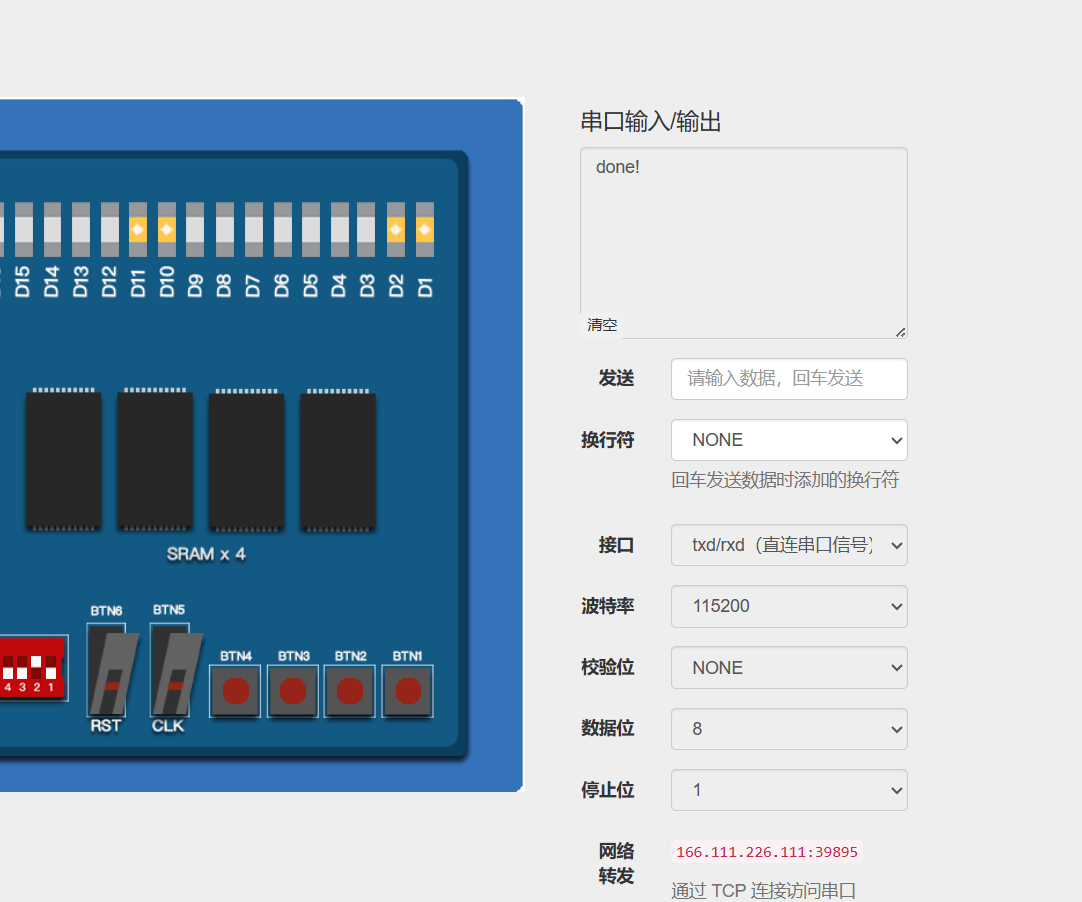 串口输入/输出
done!
清空
发送 请输入数据，回车发送
换行符 NONE
回车发送数据时添加的换行符
接口 txd/rxd（直连串口信号）
波特率 115200
校验位 NONE
数据位 8
停止位 1
网络
转发
166.111.226.111:39895
通过 TCP 连接访问串口
D15 D14 D13 D12 D11 D10 D9 D8 D7 D6 D5 D4 D3 D2 D1
SRAM x 4
BTN6 BTN5
BTN4 BTN3 BTN2 BTN1
4 3 2 1
RST CLK